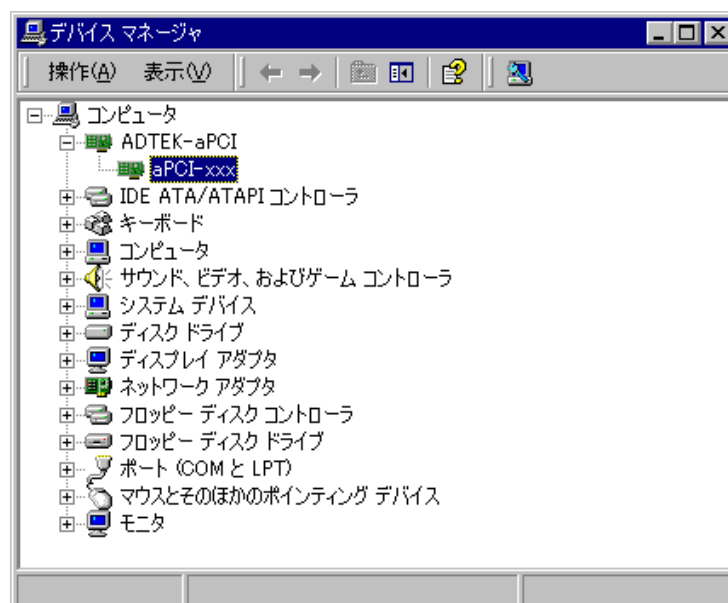 デバイス マネージャ
操作(A) 表示(V)
コンピュータ
ADTEK-aPCI
aPCI-xxx
IDE ATA/ATAPI コントローラ
キーボード
コンピュータ
サウンド、ビデオ、およびゲーム コントローラ
システム デバイス
ディスク ドライブ
ディスプレイ アダプタ
ネットワーク アダプタ
フロッピー ディスク コントローラ
フロッピー ディスク ドライブ
ポート (COM と LPT)
マウスとそのほかのポインティング デバイス
モニタ